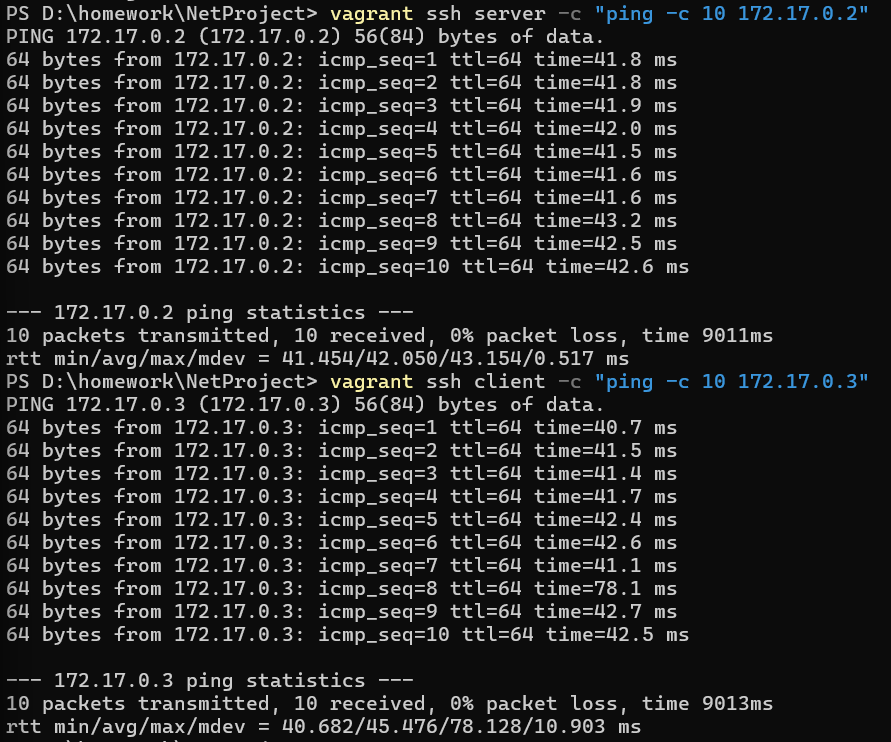 PS D:\homework\NetProject> vagrant ssh server -c "ping -c 10 172.17.0.2"
PING 172.17.0.2 (172.17.0.2) 56(84) bytes of data.
64 bytes from 172.17.0.2: icmp_seq=1 ttl=64 time=41.8 ms
64 bytes from 172.17.0.2: icmp_seq=2 ttl=64 time=41.8 ms
64 bytes from 172.17.0.2: icmp_seq=3 ttl=64 time=41.9 ms
64 bytes from 172.17.0.2: icmp_seq=4 ttl=64 time=42.0 ms
64 bytes from 172.17.0.2: icmp_seq=5 ttl=64 time=41.5 ms
64 bytes from 172.17.0.2: icmp_seq=6 ttl=64 time=41.6 ms
64 bytes from 172.17.0.2: icmp_seq=7 ttl=64 time=41.6 ms
64 bytes from 172.17.0.2: icmp_seq=8 ttl=64 time=43.2 ms
64 bytes from 172.17.0.2: icmp_seq=9 ttl=64 time=42.5 ms
64 bytes from 172.17.0.2: icmp_seq=10 ttl=64 time=42.6 ms
--- 172.17.0.2 ping statistics ---
10 packets transmitted, 10 received, 0% packet loss, time 9011ms
rtt min/avg/max/mdev = 41.454/42.050/43.154/0.517 ms
PS D:\homework\NetProject> vagrant ssh client -c "ping -c 10 172.17.0.3"
PING 172.17.0.3 (172.17.0.3) 56(84) bytes of data.
64 bytes from 172.17.0.3: icmp_seq=1 ttl=64 time=40.7 ms
64 bytes from 172.17.0.3: icmp_seq=2 ttl=64 time=41.5 ms
64 bytes from 172.17.0.3: icmp_seq=3 ttl=64 time=41.4 ms
64 bytes from 172.17.0.3: icmp_seq=4 ttl=64 time=41.7 ms
64 bytes from 172.17.0.3: icmp_seq=5 ttl=64 time=42.4 ms
64 bytes from 172.17.0.3: icmp_seq=6 ttl=64 time=42.6 ms
64 bytes from 172.17.0.3: icmp_seq=7 ttl=64 time=41.1 ms
64 bytes from 172.17.0.3: icmp_seq=8 ttl=64 time=78.1 ms
64 bytes from 172.17.0.3: icmp_seq=9 ttl=64 time=42.7 ms
64 bytes from 172.17.0.3: icmp_seq=10 ttl=64 time=42.5 ms
--- 172.17.0.3 ping statistics ---
10 packets transmitted, 10 received, 0% packet loss, time 9013ms
rtt min/avg/max/mdev = 40.682/45.476/78.128/10.903 ms